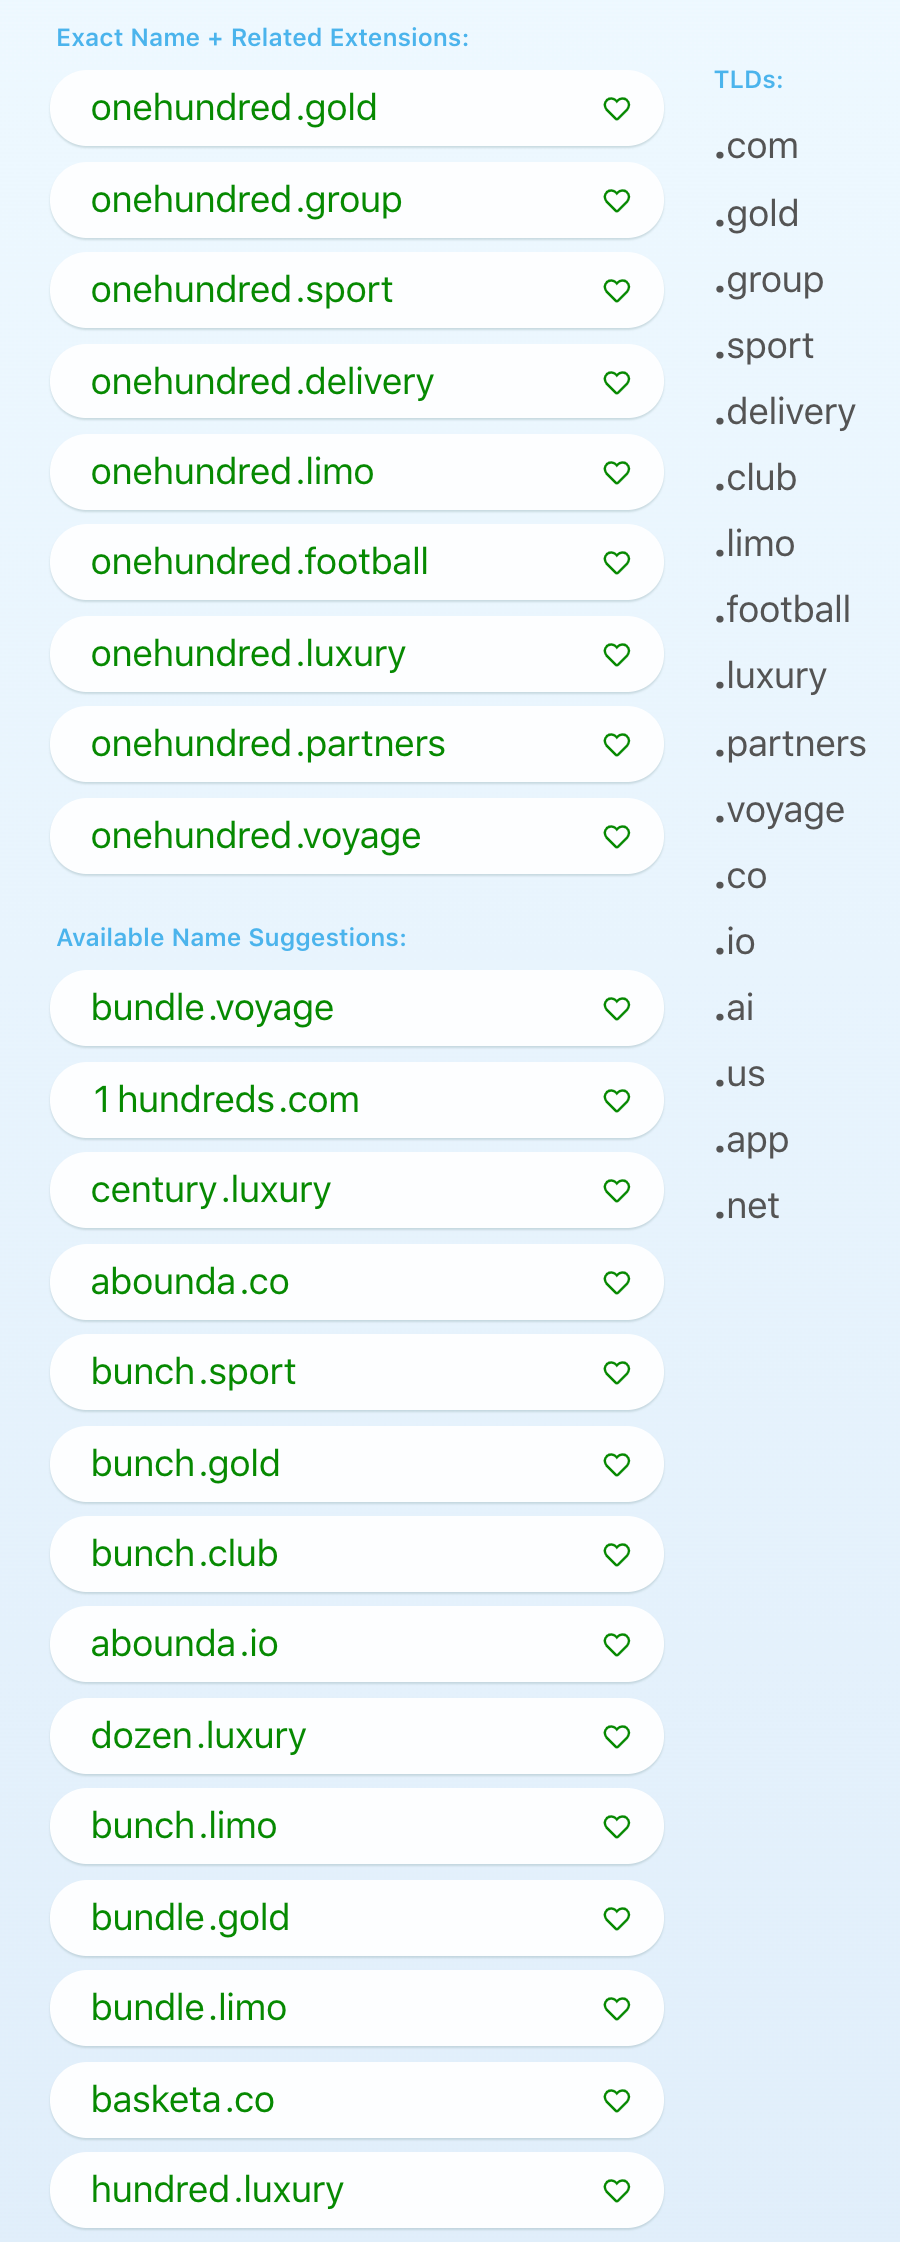 Exact Name + Related Extensions:
onehundred.gold
onehundred.group
onehundred.sport
onehundred.delivery
onehundred.limo
onehundred.football
onehundred.luxury
onehundred.partners
onehundred.voyage
Available Name Suggestions:
bundle.voyage
1hundreds.com
century.luxury
abounda.co
bunch.sport
bunch.gold
bunch.club
abounda.io
dozen.luxury
bunch.limo
bundle.gold
bundle.limo
basketa.co
hundred.luxury
TLDs:
.com
.gold
.group
.sport
.delivery
.club
.limo
.football
.luxury
.partners
.voyage
.co
.io
.ai
.us
.app
.net